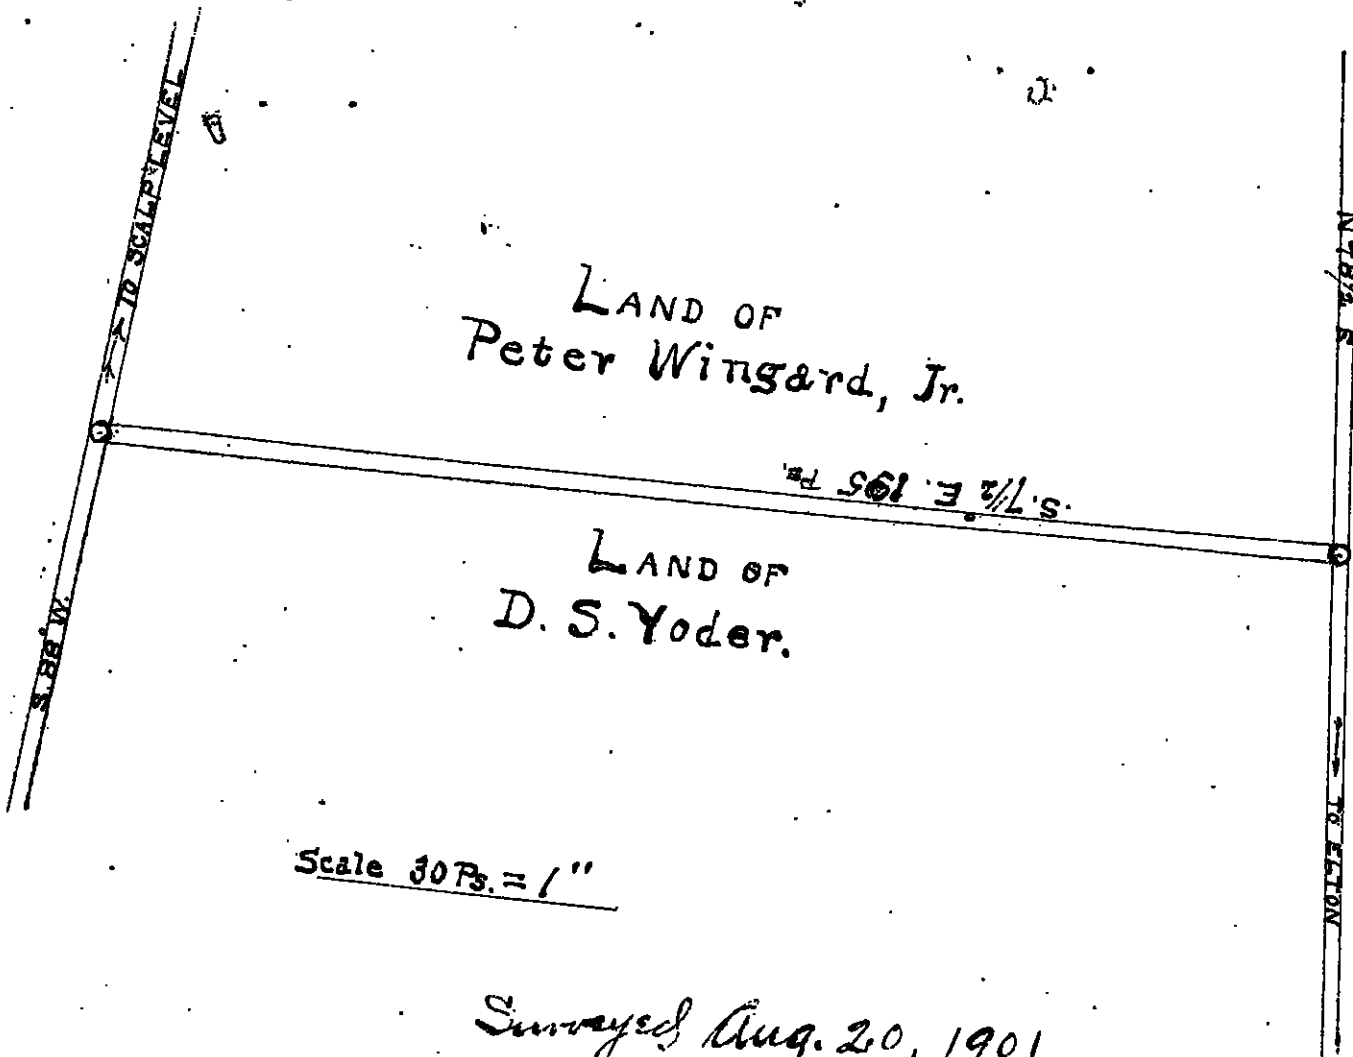 TO SCALP LEVEL
LAND OF
Peter Wingard, Jr.
S. 7½° E. 195 Ps.
LAND OF
D. S. Yoder.
S. 88° W.
TO ELTON
Scale 30 Ps. = 1"
Surveyed Aug. 20, 1901